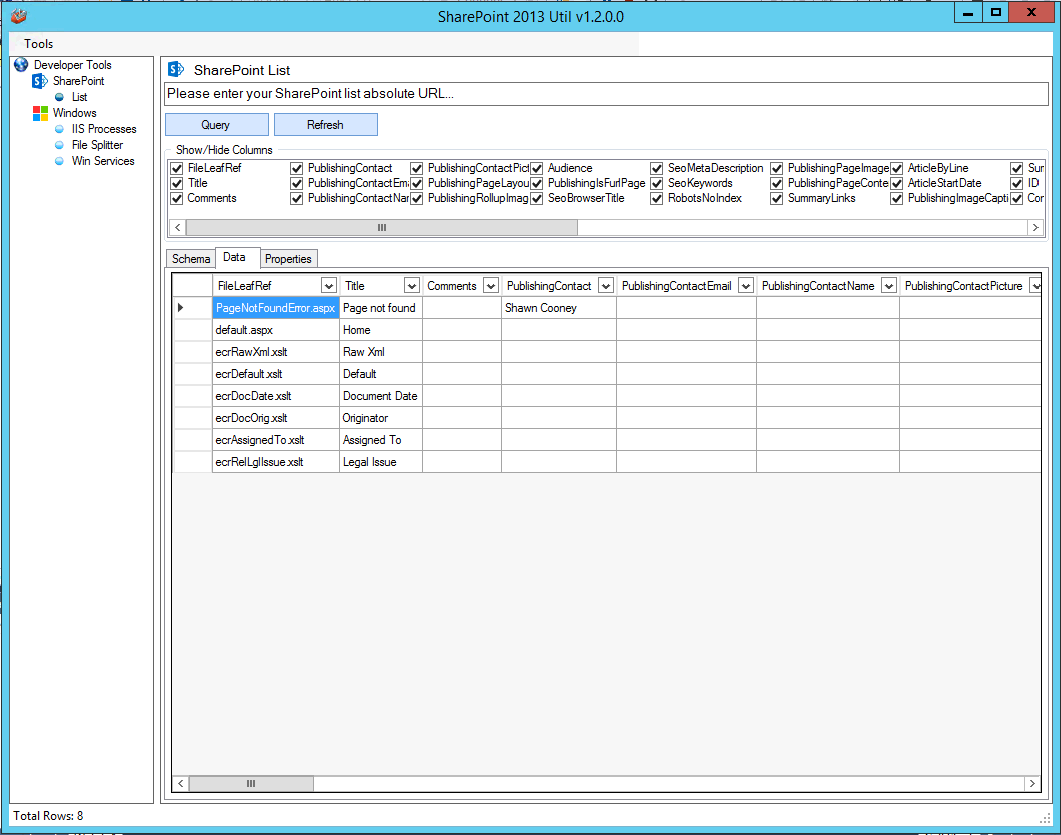 SharePoint 2013 Util v1.2.0.0
Tools
Developer Tools
SharePoint
List
Windows
IIS Processes
File Splitter
Win Services
SharePoint List
Please enter your SharePoint list absolute URL...
Query Refresh
Show/Hide Columns
FileLeafRef PublishingContact PublishingContactPict Audience SeoMetaDescription PublishingPageImage ArticleByLine Sum
Title PublishingContactEma PublishingPageLayou PublishingIsFurlPage SeoKeywords PublishingPageConte ArticleStartDate
Comments PublishingContactNar PublishingRollupImag SeoBrowserTitle RobotsNoIndex SummaryLinks PublishingImageCapti Cor
Schema Data Properties
FileLeafRef Title Comments PublishingContact PublishingContactEmail PublishingContactName PublishingContactPicture
PageNotFoundError.aspx Page not found Shawn Cooney
default.aspx Home
ecrRawXml.xslt Raw Xml
ecrDefault.xslt Default
ecrDocDate.xslt Document Date
ecrDocOrig.xslt Originator
ecrAssignedTo.xslt Assigned To
ecrRelLglIssue.xslt Legal Issue
Total Rows: 8